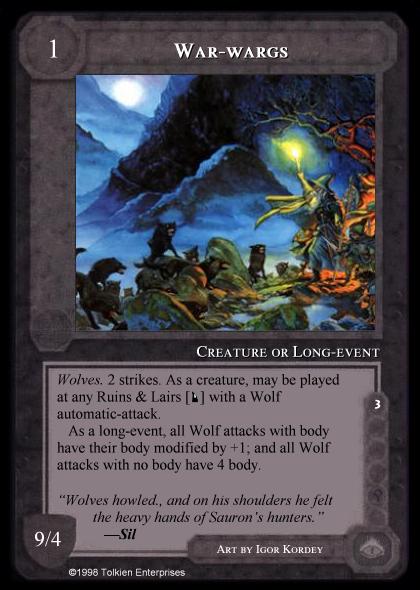 1
WAR-WARGS
CREATURE OR LONG-EVENT
Wolves. 2 strikes. As a creature, may be played
at any Ruins & Lairs [ ] with a Wolf
automatic-attack.
As a long-event, all Wolf attacks with body
have their body modified by +1; and all Wolf
attacks with no body have 4 body.
3
“Wolves howled., and on his shoulders he felt
the heavy hands of Sauron’s hunters.”
—Sil
9/4
ART BY IGOR KORDEY
©1998 Tolkien Enterprises